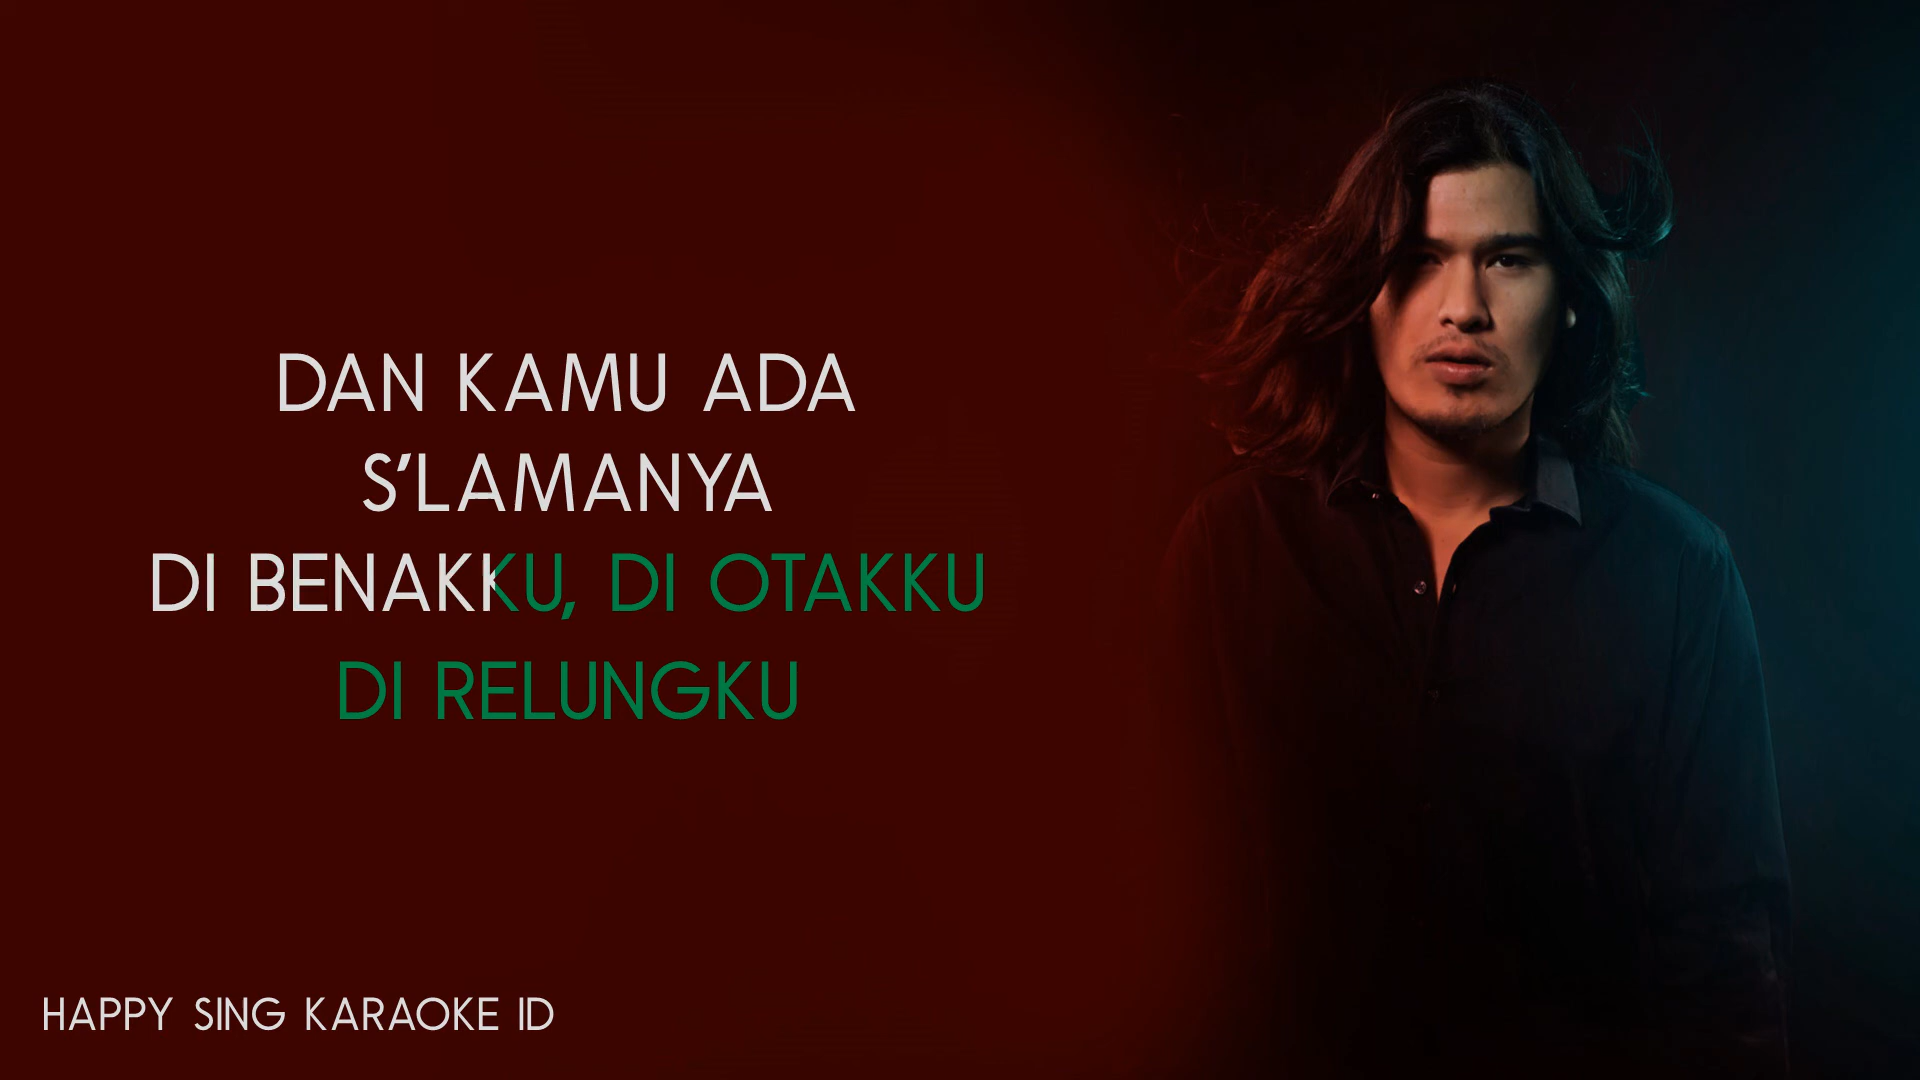 DAN KAMU ADA
S'LAMANYA
DI BENAKKU, DI OTAKKU
DI RELUNGKU
HAPPY SING KARAOKE ID